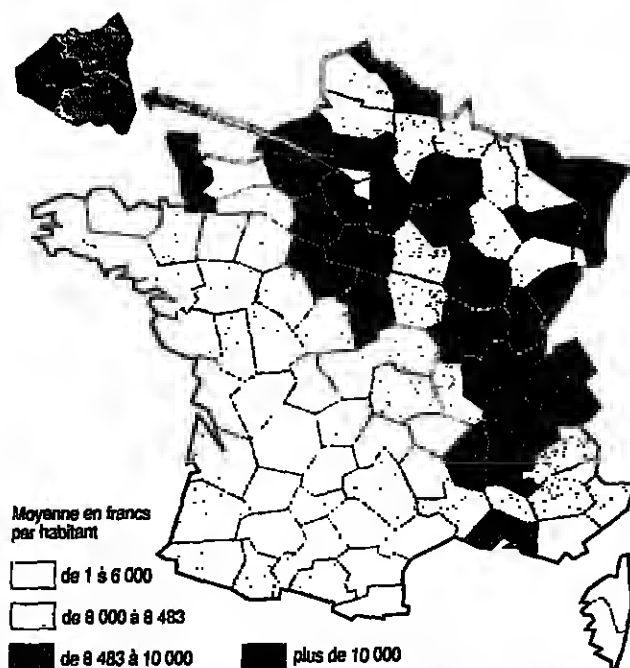 Moyenne en francs
par habitant
de 1 à 6 000
de 8 000 à 8 483
de 8 483 à 10 000
plus de 10 000